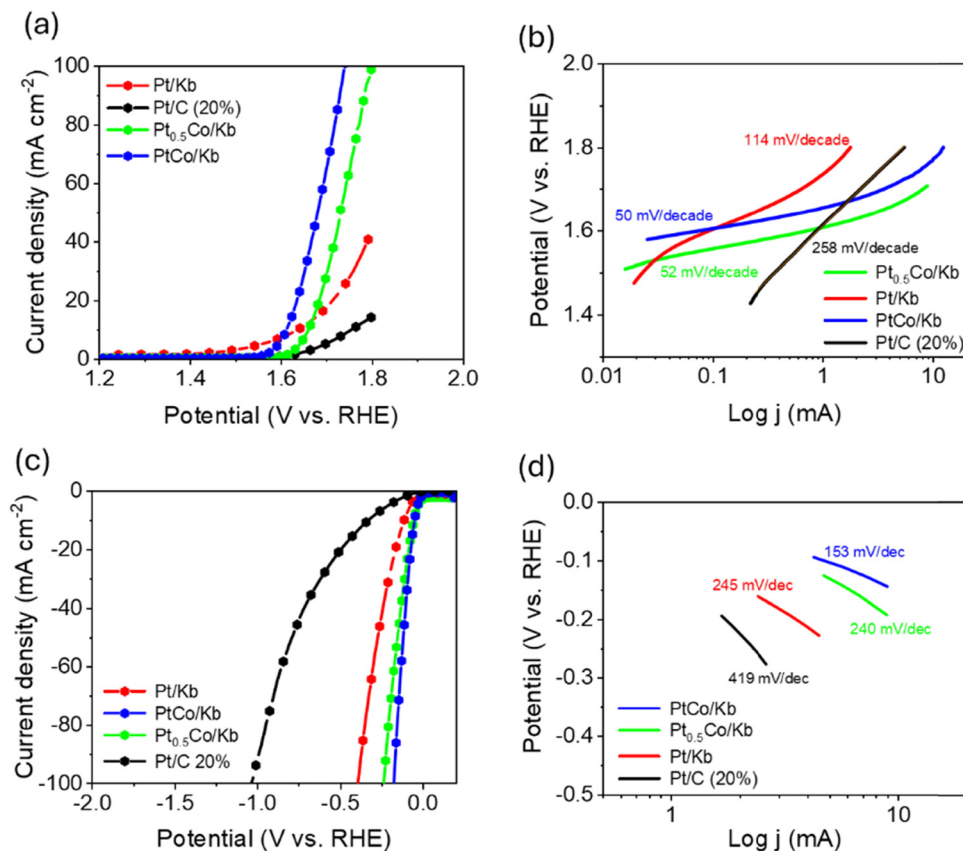 (a)
100
80
60
40
20
0
1.2
1.4
1.6
1.8
2.0
Current density (mA cm⁻²)
Potential (V vs. RHE)
Pt/Kb
Pt/C (20%)
Pt₀.₅Co/Kb
PtCo/Kb
(b)
2.0
1.8
1.6
1.4
0.01
0.1
1
10
Potential (V vs. RHE)
Log j (mA)
114 mV/decade
50 mV/decade
52 mV/decade
258 mV/decade
Pt₀.₅Co/Kb
Pt/Kb
PtCo/Kb
Pt/C (20%)
(c)
0
-20
-40
-60
-80
-100
-2.0
-1.5
-1.0
-0.5
0.0
Current density (mA cm⁻²)
Potential (V vs. RHE)
Pt/Kb
PtCo/Kb
Pt₀.₅Co/Kb
Pt/C 20%
(d)
-0.0
-0.1
-0.2
-0.3
-0.4
-0.5
1
10
Potential (V vs. RHE)
Log j (mA)
153 mV/dec
245 mV/dec
240 mV/dec
419 mV/dec
PtCo/Kb
Pt₀.₅Co/Kb
Pt/Kb
Pt/C (20%)